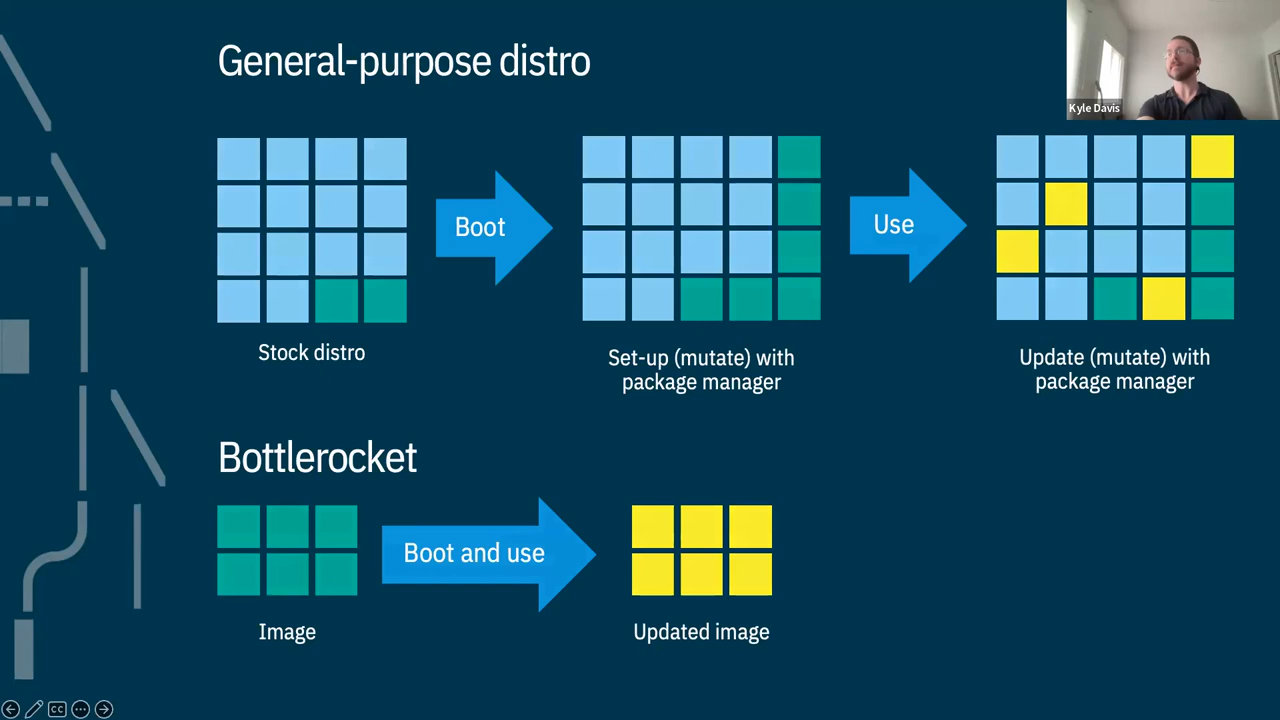 General-purpose distro
Kyle Davis
Boot
Use
Stock distro
Set-up (mutate) with
package manager
Update (mutate) with
package manager
Bottlerocket
Boot and use
Image
Updated image
CC